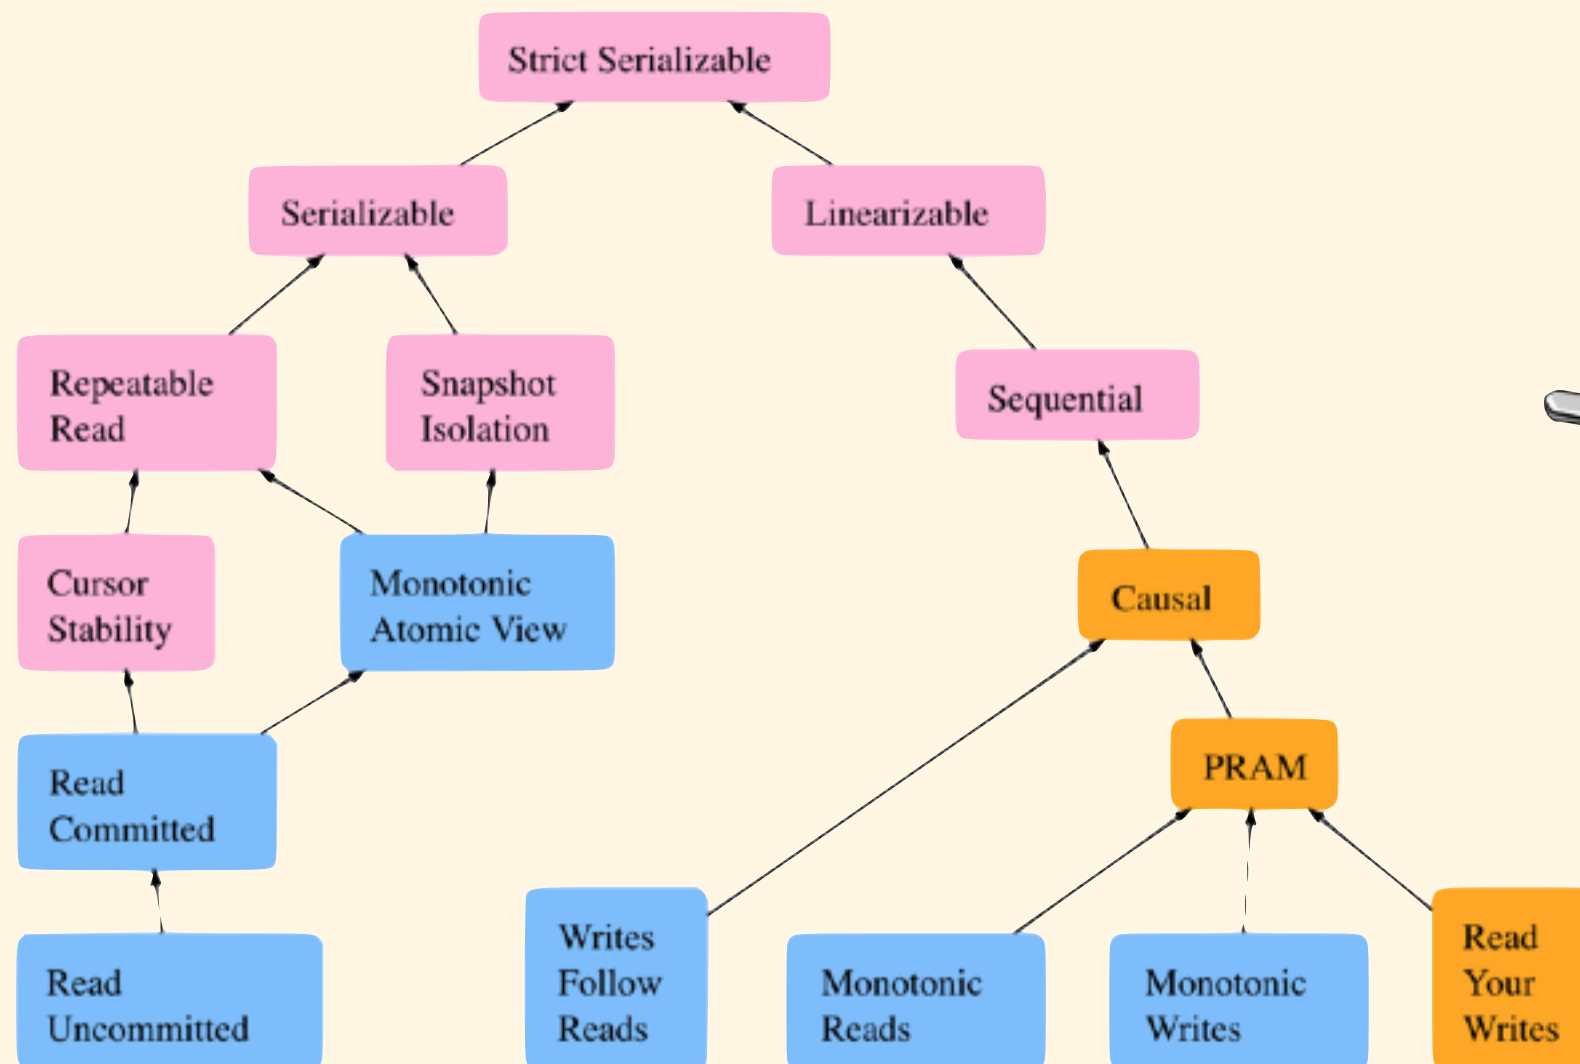 Strict Serializable
Serializable
Linearizable
Repeatable
Read
Snapshot
Isolation
Sequential
Cursor
Stability
Monotonic
Atomic View
Causal
Read
Committed
PRAM
Read
Uncommitted
Writes
Follow
Reads
Monotonic
Reads
Monotonic
Writes
Read
Your
Writes